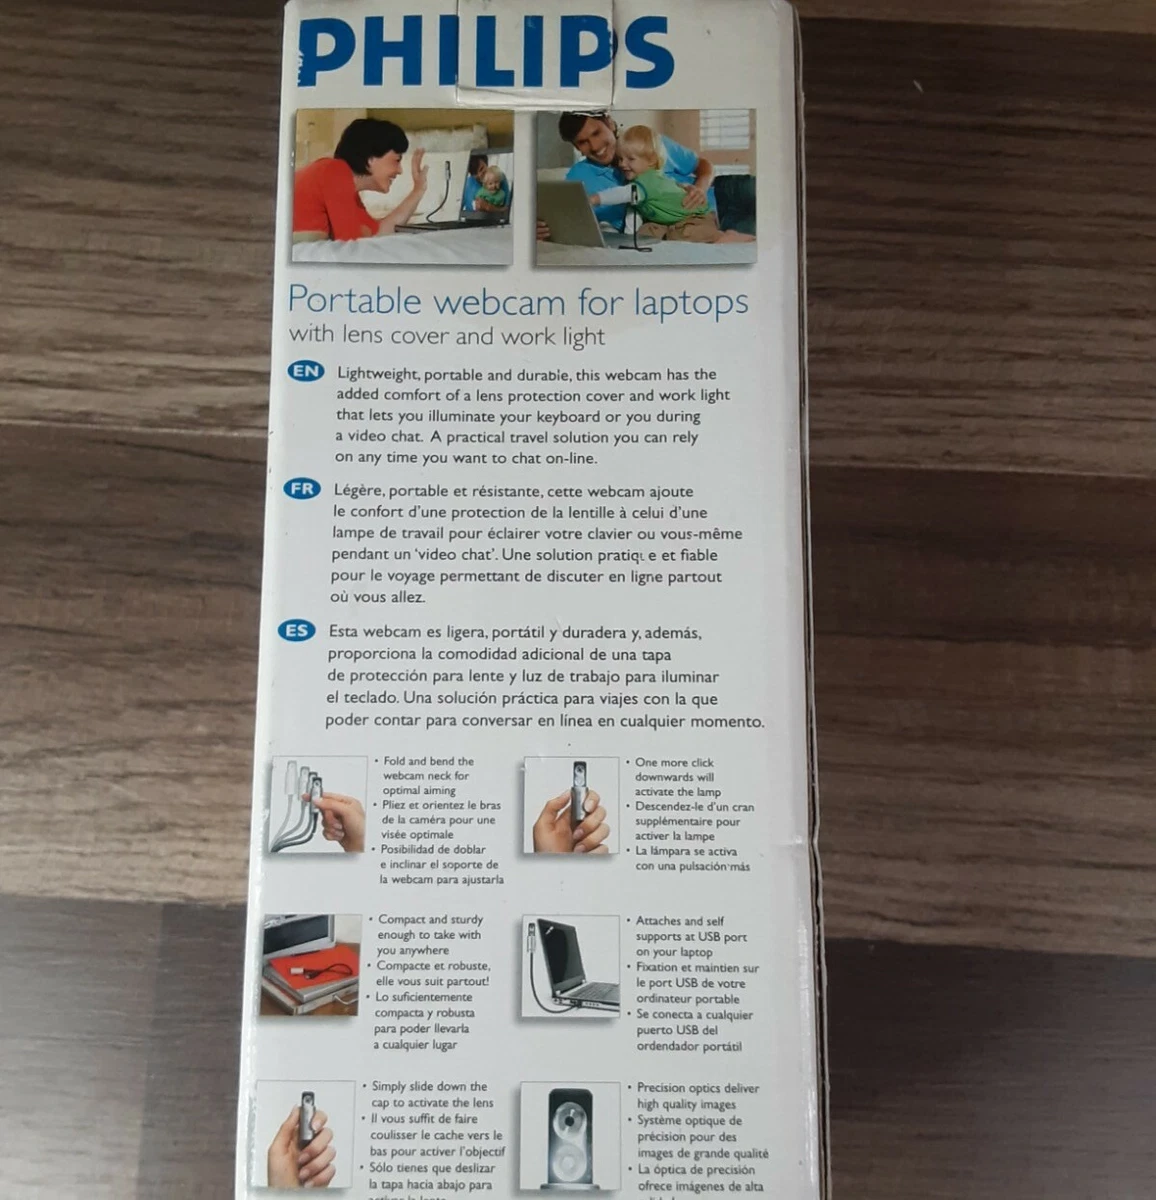 PHILIPS
Portable webcam for laptops
with lens cover and work light
EN
Lightweight, portable and durable, this webcam has the
added comfort of a lens protection cover and work light
that lets you illuminate your keyboard or you during
a video chat. A practical travel solution you can rely
on any time you want to chat on-line.
FR
Légère, portable et résistante, cette webcam ajoute
le confort d'une protection de la lentille à celui d'une
lampe de travail pour éclairer votre clavier ou vous-même
pendant un 'video chat'. Une solution pratique et fiable
pour le voyage permettant de discuter en ligne partout
où vous allez.
ES
Esta webcam es ligera, portátil y duradera y, además,
proporciona la comodidad adicional de una tapa
de protección para lente y luz de trabajo para iluminar
el teclado. Una solución práctica para viajes con la que
poder contar para conversar en línea en cualquier momento.
• Fold and bend the
webcam neck for
optimal aiming
• Pliez et orientez le bras
de la caméra pour une
visée optimale
• Posibilidad de doblar
e inclinar el soporte de
la webcam para ajustarla
• One more click
downwards will
activate the lamp
• Descendez-le d'un cran
supplémentaire pour
activer la lampe
• La lámpara se activa
con una pulsación más
• Compact and sturdy
enough to take with
you anywhere
• Compacte et robuste,
elle vous suit partout!
• Lo suficientemente
compacta y robusta
para poder llevarla
a cualquier lugar
• Attaches and self
supports at USB port
on your laptop
• Fixation et maintien sur
le port USB de votre
ordinateur portable
• Se conecta a cualquier
puerto USB del
ordendador portátil
• Simply slide down the
cap to activate the lens
• Il vous suffit de faire
coulisser le cache vers le
bas pour activer l'objectif
• Sólo tienes que deslizar
la tapa hacia abajo para
• Precision optics deliver
high quality images
• Système optique de
précision pour des
images de grande qualité
• La óptica de precisión
ofrece imágenes de alta